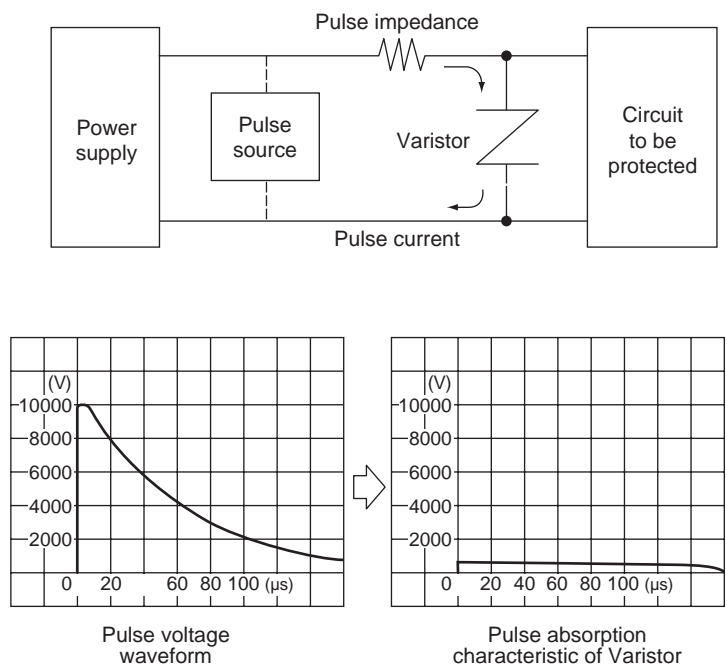 Pulse impedance
Power
supply
Pulse
source
Varistor
Circuit
to be
protected
Pulse current
(V)
10000
8000
6000
4000
2000
0 20 60 80 100 (µs)
Pulse voltage
waveform
(V)
10000
8000
6000
4000
2000
0 20 40 60 80 100 (µs)
Pulse absorption
characteristic of Varistor